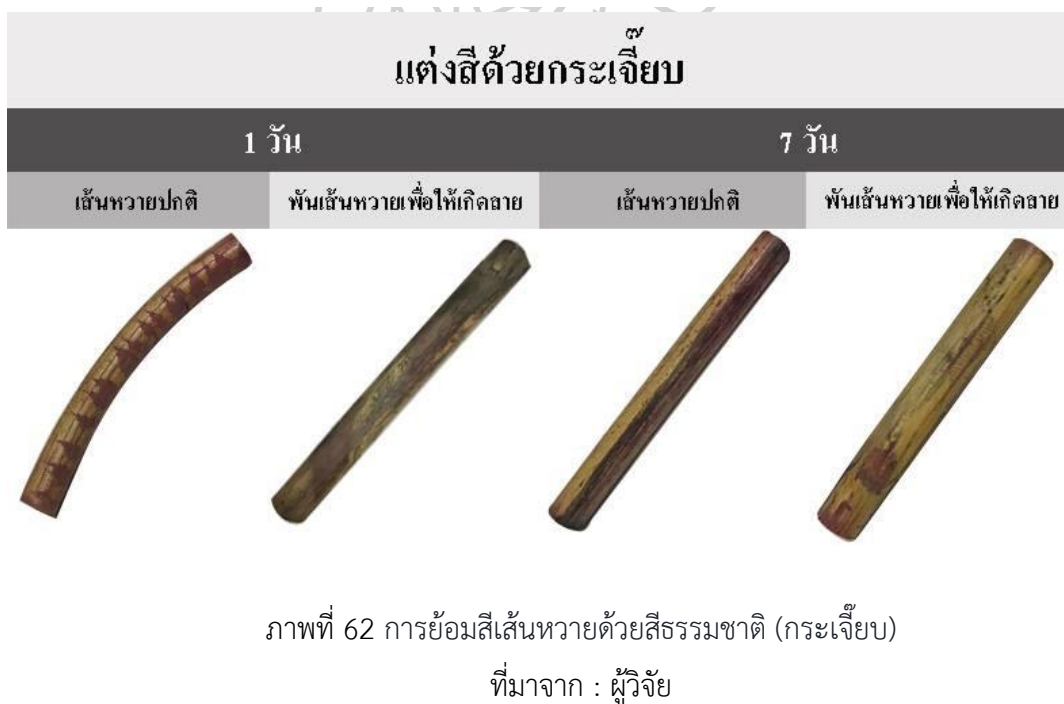 แต่งสีด้วยกระเจี๊ยบ
1 วัน 7 วัน
เส้นหวายปกติ พันเส้นหวายเพื่อให้เกิดลาย เส้นหวายปกติ พันเส้นหวายเพื่อให้เกิดลาย
ภาพที่ 62 การย้อมสีเส้นหวายด้วยสีธรรมชาติ (กระเจี๊ยบ)
ที่มาจาก : ผู้วิจัย